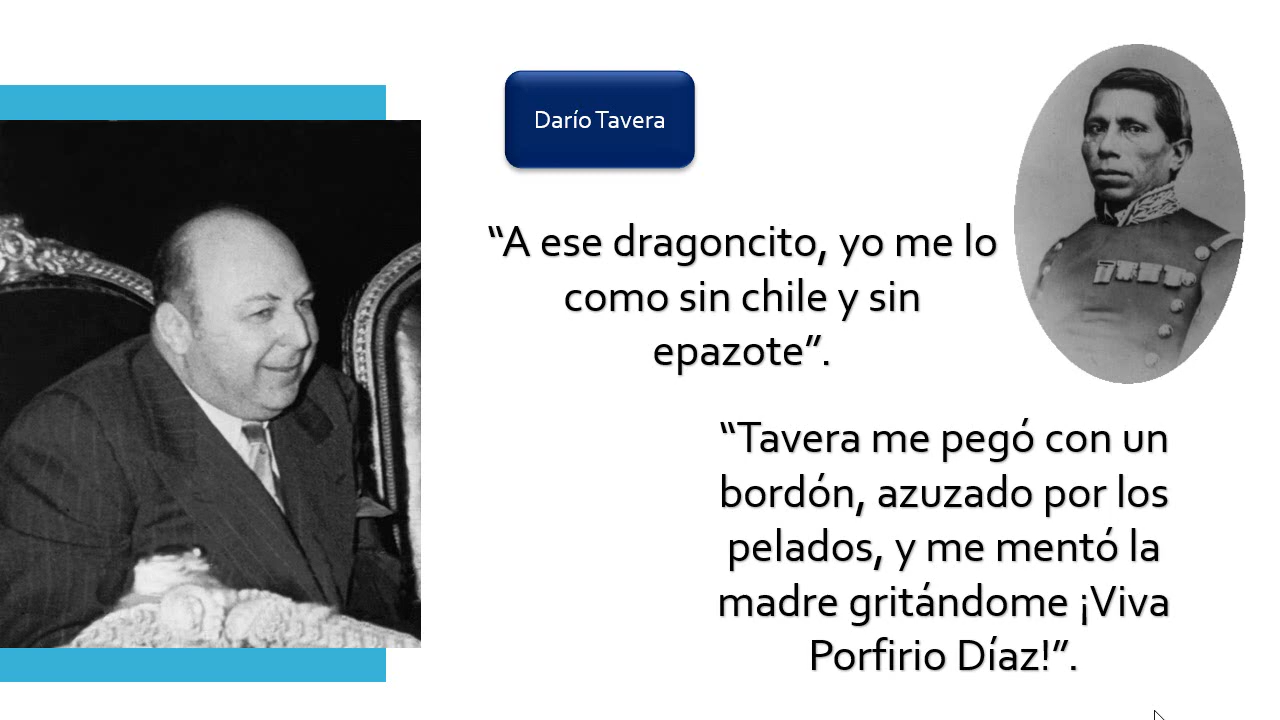 Darío Tavera
“A ese dragoncito, yo me lo
como sin chile y sin
epazote”.
“Tavera me pegó con un
bordón, azuzado por los
pelados, y me mentó la
madre gritándome ¡Viva
Porfirio Díaz!”.